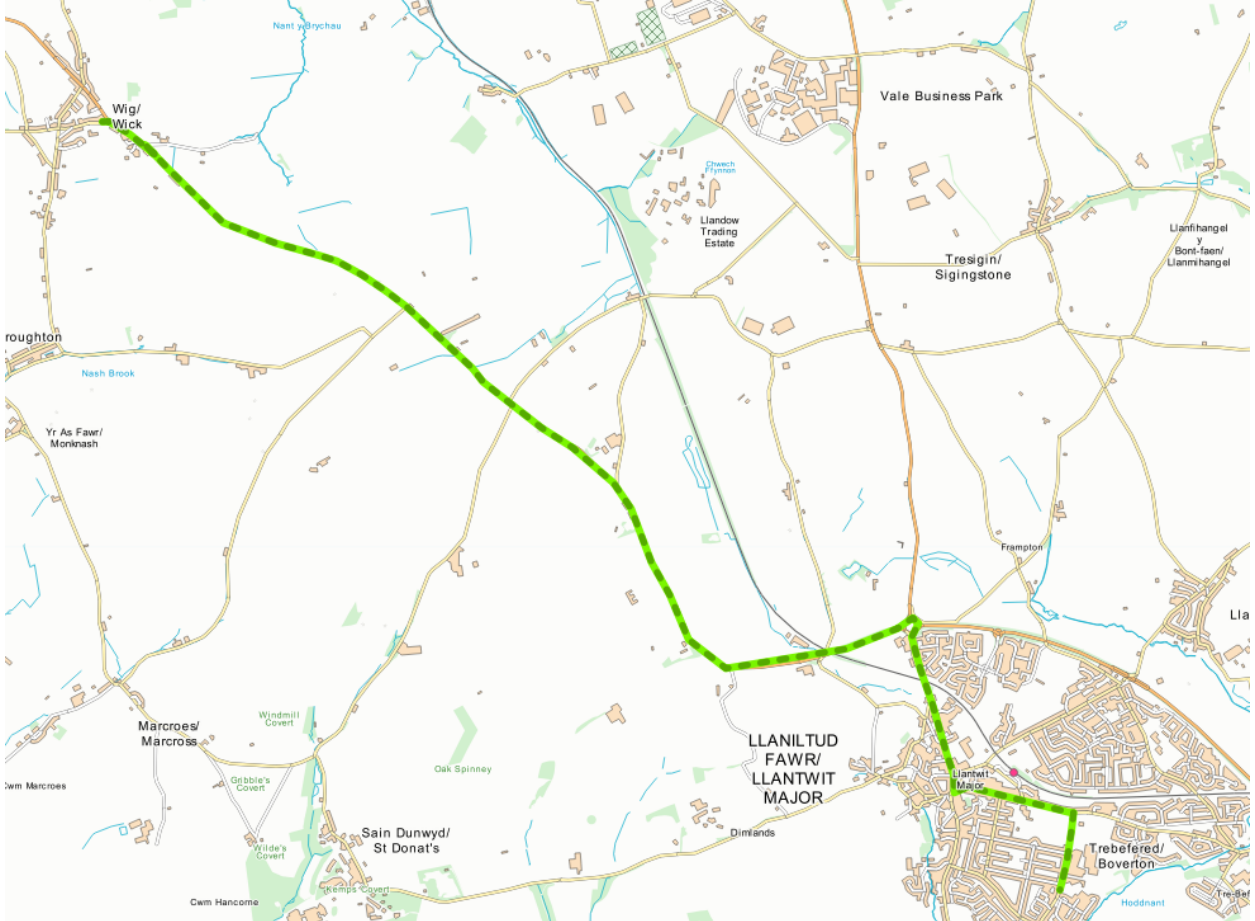 Nant y Brychau
Wig/
Wick
Vale Business Park
Chwech
Ffynnon
Llandow
Trading
Estate
Tresigin/
Sigingstone
Llanfihangel
y
Bont-faen/
Llanmihangel
roughton
Nash Brook
Yr As Fawr/
Monknash
Frampton
Lla
Marcroes/
Marcross
Windmill
Covert
Oak Spinney
Gribble's
Covert
Cwm Marcroes
LLANILTUD
FAWR/
LLANTWIT
MAJOR
Llantwit
Major
Sain Dunwyd/
St Donat's
Dimlands
Wilde's
Covert
Trebefered/
Boverton
Kemps Covert
Cwm Hancorne
Hoddnant
Tre-Bef